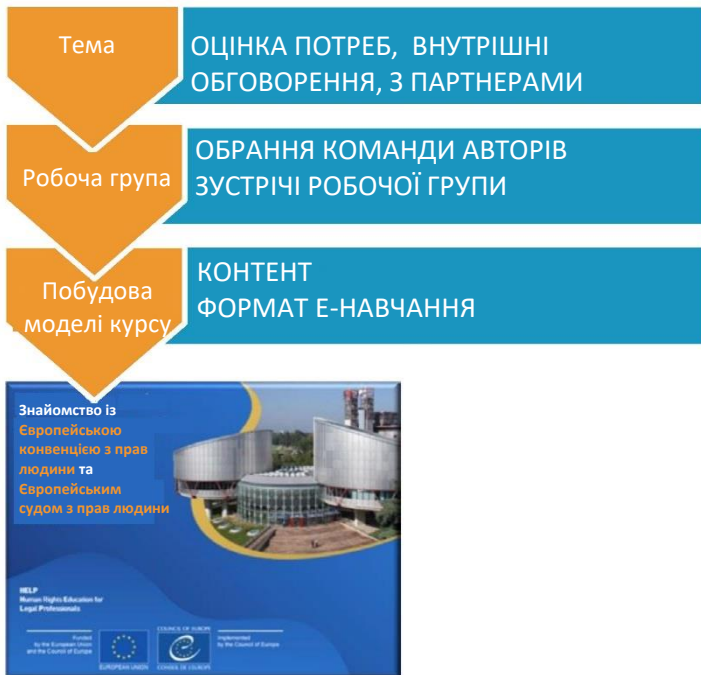 Тема
ОЦІНКА ПОТРЕБ, ВНУТРІШНІ
ОБГОВОРЕННЯ, З ПАРТНЕРАМИ
Робоча група
ОБРАННЯ КОМАНДИ АВТОРІВ
ЗУСТРІЧІ РОБОЧОЇ ГРУПИ
Побудова
моделі курсу
КОНТЕНТ
ФОРМАТ Е-НАВЧАННЯ
Знайомство із
Європейською
конвенцією з прав
людини та
Європейським
судом з прав людини
HELP
Human Rights Education for
Legal Professionals
Funded
by the European Union
and the Council of Europe
EUROPEAN UNION
COUNCIL OF EUROPE
CONSEIL DE L'EUROPE
Implemented
by the Council of Europe